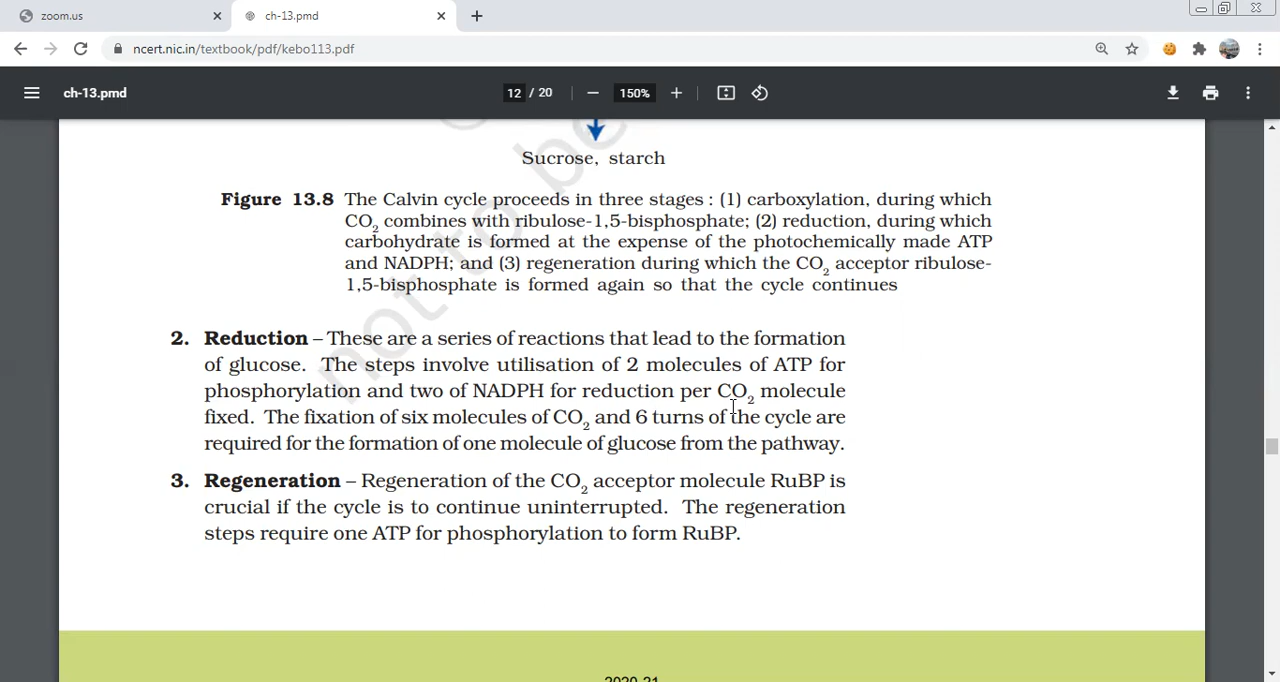 zoom.us
ch-13.pmd
ncert.nic.in/textbook/pdf/kebo113.pdf
ch-13.pmd
12 / 20
150%
Sucrose, starch
Figure 13.8 The Calvin cycle proceeds in three stages : (1) carboxylation, during which
CO₂ combines with ribulose-1,5-bisphosphate; (2) reduction, during which
carbohydrate is formed at the expense of the photochemically made ATP
and NADPH; and (3) regeneration during which the CO₂ acceptor ribulose-
1,5-bisphosphate is formed again so that the cycle continues
2. Reduction – These are a series of reactions that lead to the formation
of glucose. The steps involve utilisation of 2 molecules of ATP for
phosphorylation and two of NADPH for reduction per CO₂ molecule
fixed. The fixation of six molecules of CO₂ and 6 turns of the cycle are
required for the formation of one molecule of glucose from the pathway.
3. Regeneration – Regeneration of the CO₂ acceptor molecule RuBP is
crucial if the cycle is to continue uninterrupted. The regeneration
steps require one ATP for phosphorylation to form RuBP.
not to be
2020-21